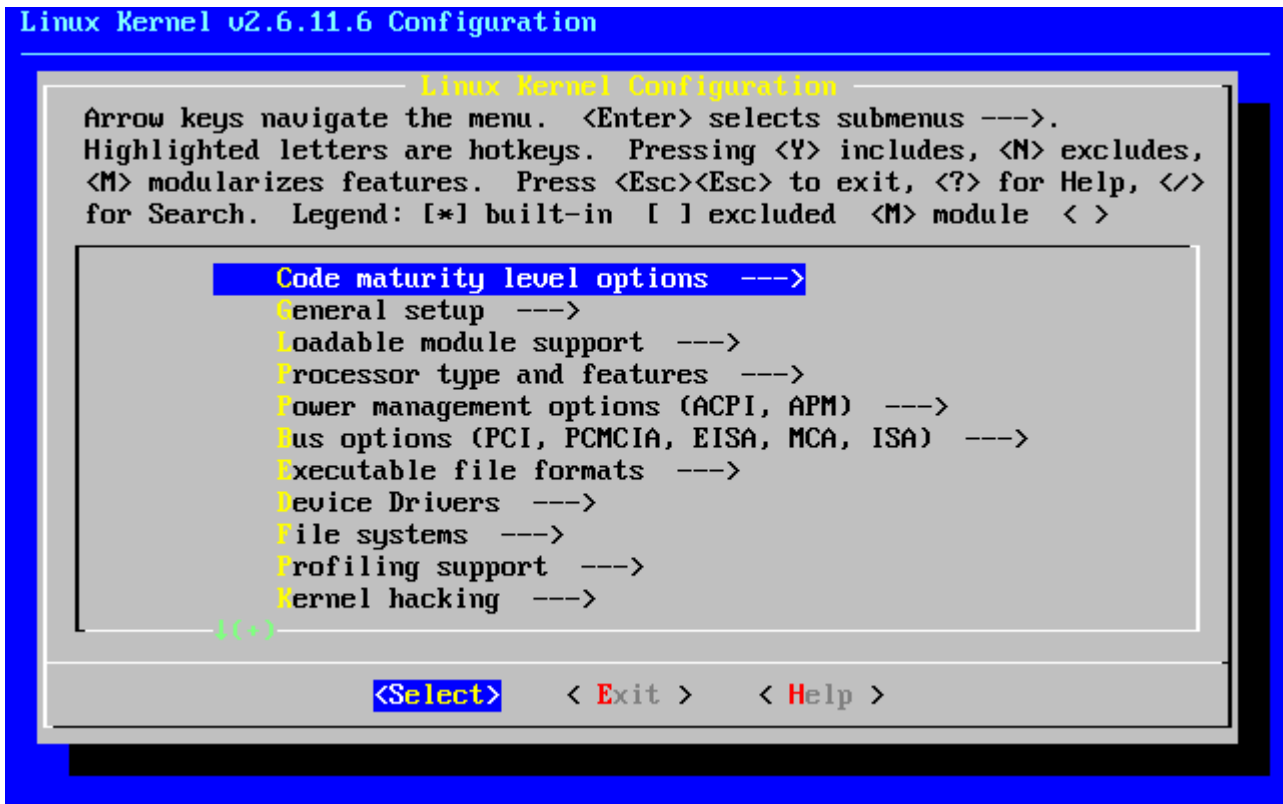 Linux Kernel v2.6.11.6 Configuration
Linux Kernel Configuration
Arrow keys navigate the menu.  <Enter> selects submenus --->.
Highlighted letters are hotkeys.  Pressing <Y> includes, <N> excludes,
<M> modularizes features.  Press <Esc><Esc> to exit, <?> for Help, </>
for Search.  Legend: [*] built-in  [ ] excluded  <M> module  < >
Code maturity level options  --->
General setup  --->
Loadable module support  --->
Processor type and features  --->
Power management options (ACPI, APM)  --->
Bus options (PCI, PCMCIA, EISA, MCA, ISA)  --->
Executable file formats  --->
Device Drivers  --->
File systems  --->
Profiling support  --->
Kernel hacking  --->
↓(+)
<Select>    < Exit >    < Help >